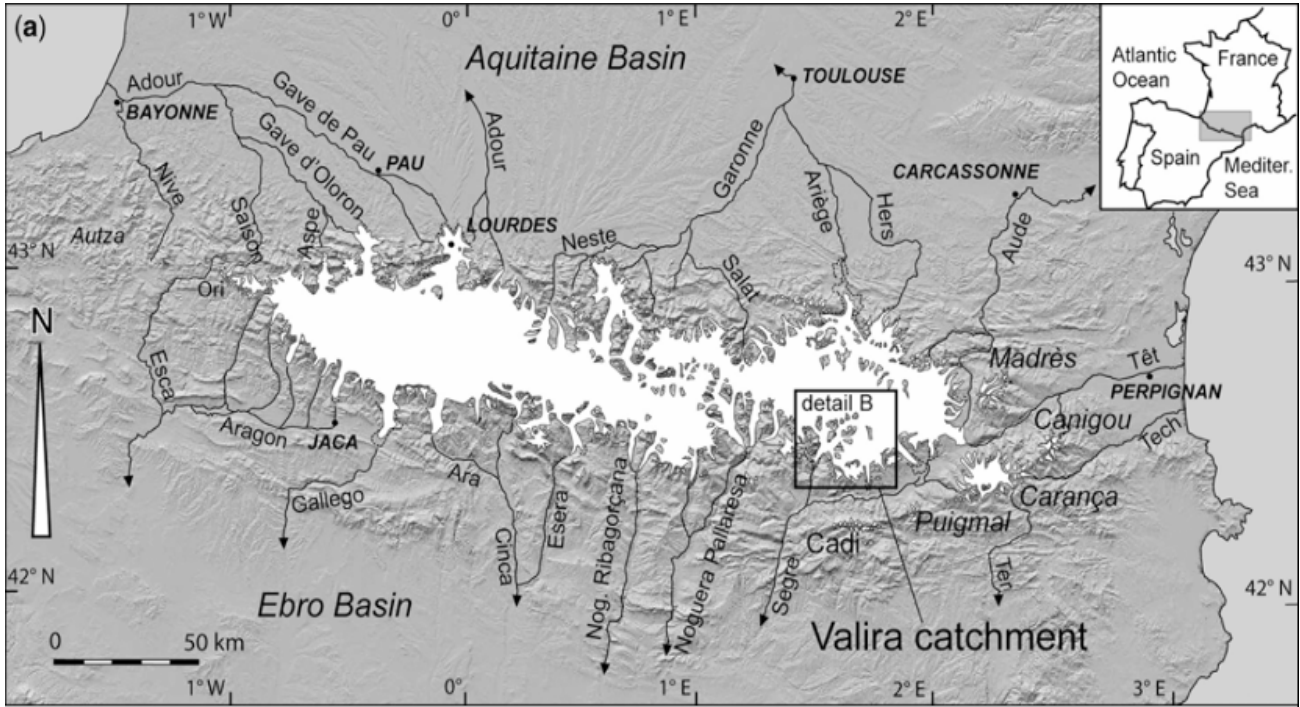 (a)
1° W
0°
1° E
2° E
Aquitaine Basin
Atlantic
Ocean
France
Spain
Mediter.
Sea
TOULOUSE
Adour
BAYONNE
Gave de Pau
Gave d'Oloron
PAU
Adour
Garonne
CARCASSONNE
Nive
Saison
Aspe
LOURDES
Neste
Salat
Ariège
Hers
Aude
Autza
43° N
43° N
Ori
N
Esca
Madrès
Têt
PERPIGNAN
detail B
Canigou
Tech
Aragon
JACA
Gallego
Ara
Cinca
Esera
Nog. Ribagorçana
Noguera Pallaresa
Segre
Cadi
Puigmal
Carança
Ter
42° N
42° N
Ebro Basin
Valira catchment
0
50 km
1° W
0°
1° E
2° E
3° E